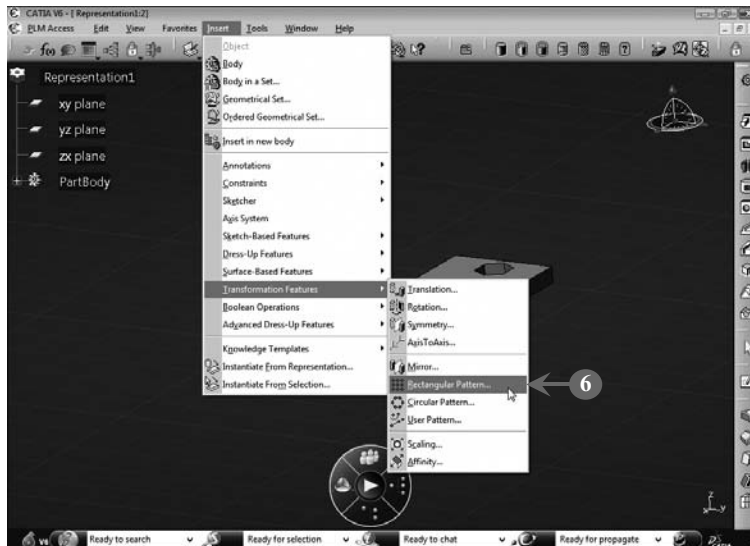 CATIA V6 - [ Representation1:2]
PLM Access Edit View Favorites Insert Tools Window Help
Representation1
xy plane
yz plane
zx plane
PartBody
Object
Body
Body in a Set...
Geometrical Set...
Ordered Geometrical Set...
Insert in new body
Annotations
Constraints
Sketcher
Axis System
Sketch-Based Features
Dress-Up Features
Surface-Based Features
Transformation Features
Boolean Operations
Advanced Dress-Up Features
Knowledge Templates
Instantiate From Representation...
Instantiate From Selection...
Translation...
Rotation...
Symmetry...
AxisToAxis...
Mirror...
Rectangular Pattern...
6
Circular Pattern...
User Pattern...
Scaling...
Affinity...
z
x y
V6 Ready to search Ready for selection Ready to chat Ready for propagate